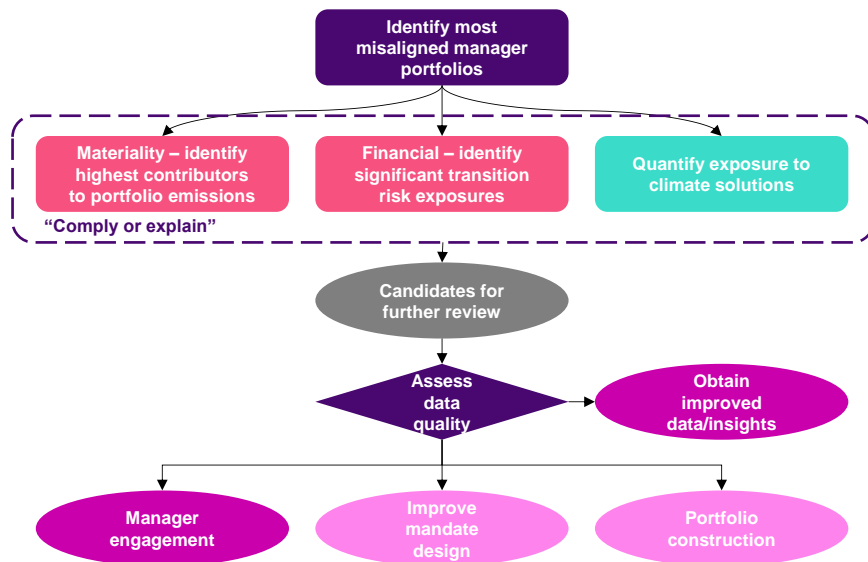 Identify most
misaligned manager
portfolios
Materiality – identify
highest contributors
to portfolio emissions
Financial – identify
significant transition
risk exposures
Quantify exposure to
climate solutions
“Comply or explain”
Candidates for
further review
Assess
data
quality
Obtain
improved
data/insights
Manager
engagement
Improve
mandate
design
Portfolio
construction